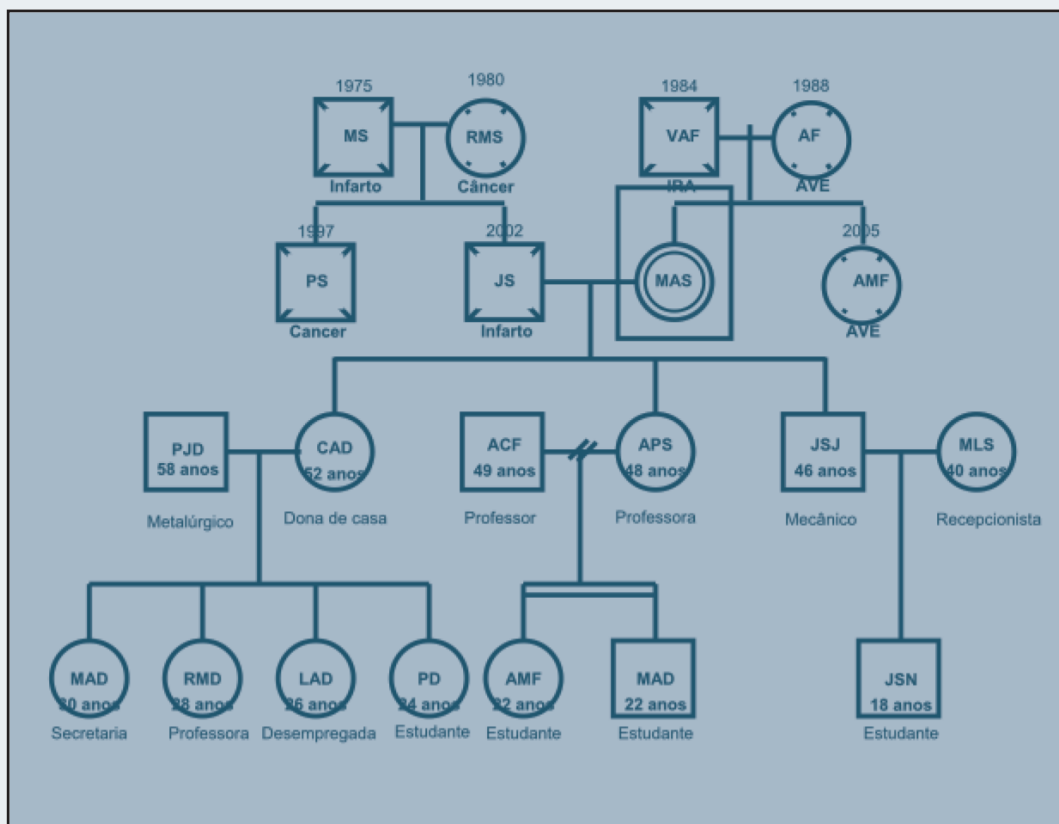 1975
1980
1984
1988
MS
RMS
VAF
AF
Infarto
Câncer
IRA
AVE
1997
2002
2005
PS
JS
MAS
AMF
Cancer
Infarto
AVE
PJD
58 anos
CAD
52 anos
ACF
49 anos
APS
48 anos
JSJ
46 anos
MLS
40 anos
Metalúrgico
Dona de casa
Professor
Professora
Mecânico
Recepcionista
MAD
30 anos
RMD
28 anos
LAD
26 anos
PD
24 anos
AMF
22 anos
MAD
22 anos
JSN
18 anos
Secretaria
Professora
Desempregada
Estudante
Estudante
Estudante
Estudante